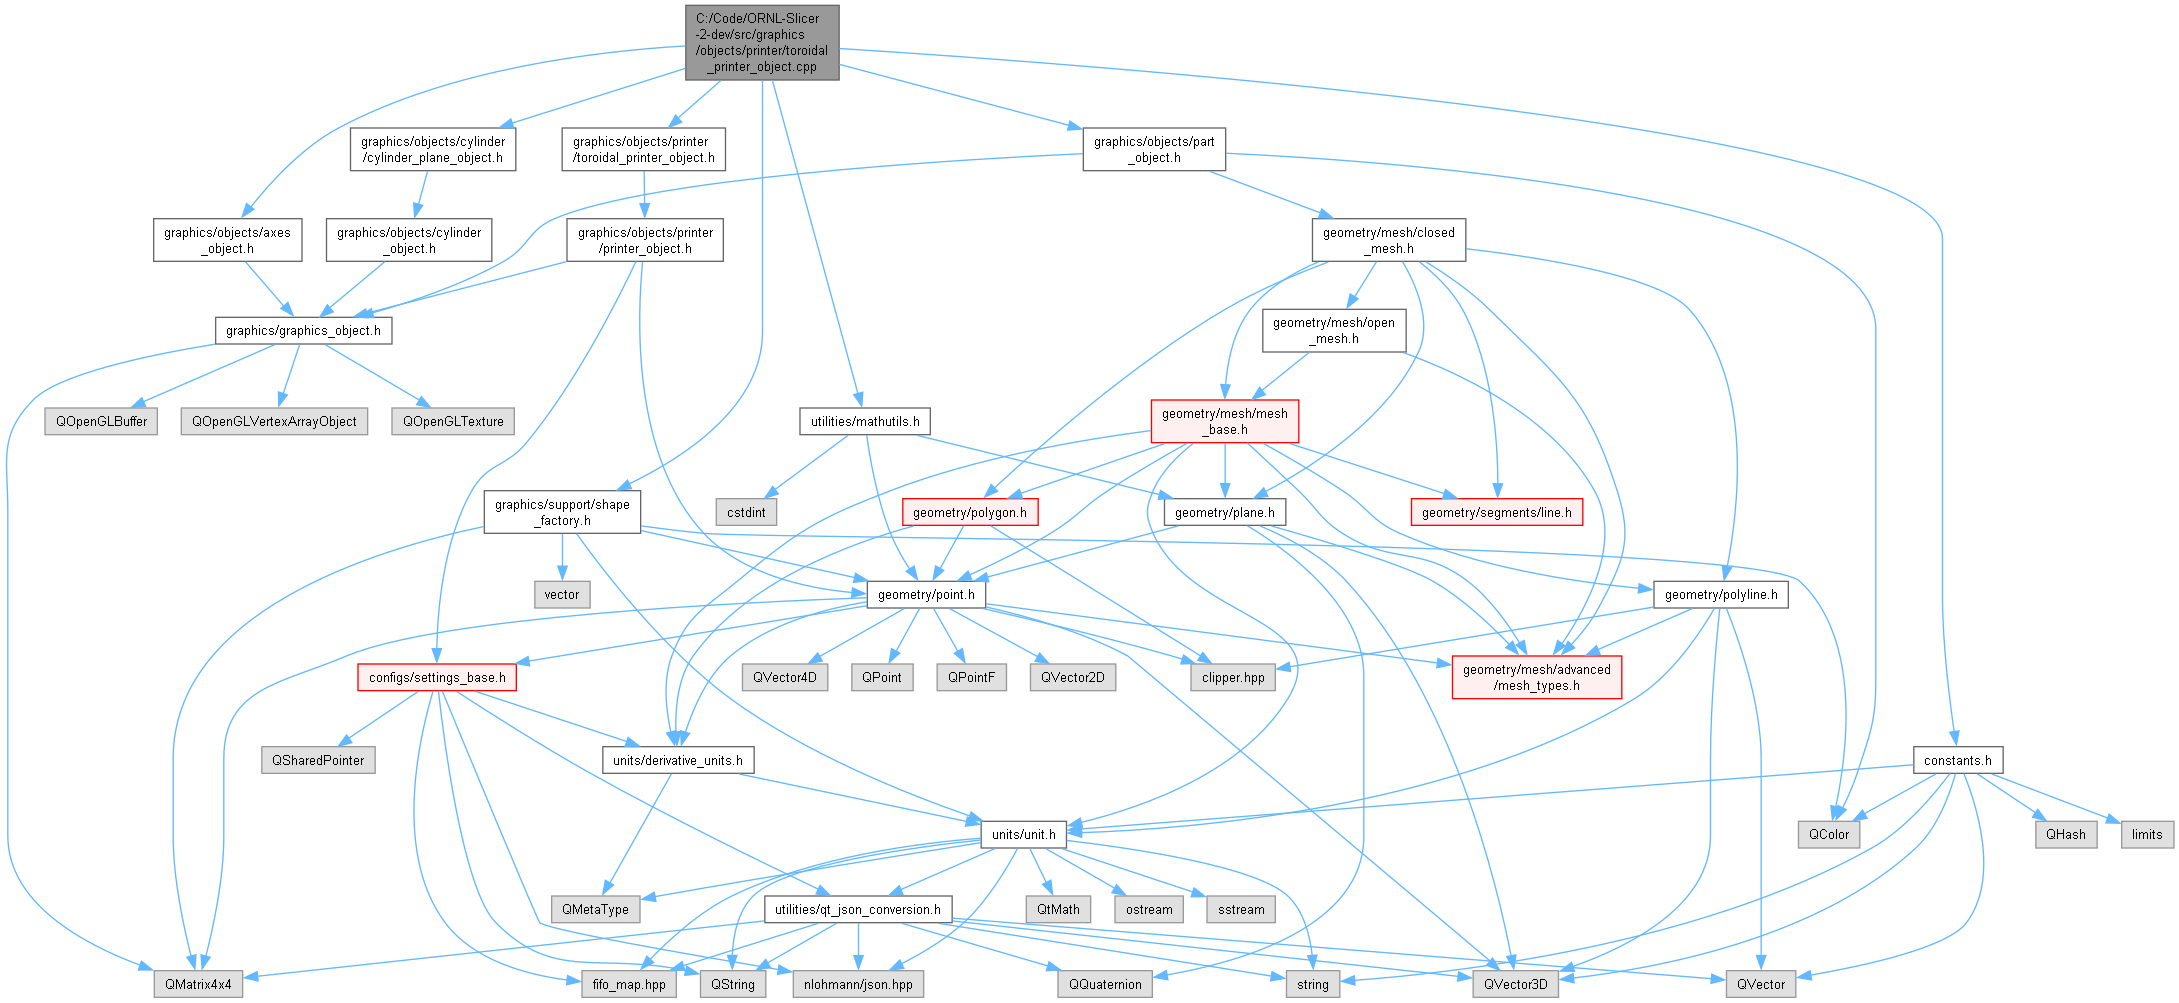 C:/Code/ORNL-Slicer
-2-dev/src/graphics
/objects/printer/toroidal
_printer_object.cpp
graphics/objects/cylinder
/cylinder_plane_object.h
graphics/objects/printer
/toroidal_printer_object.h
graphics/objects/part
_object.h
graphics/objects/axes
_object.h
graphics/objects/cylinder
_object.h
graphics/objects/printer
/printer_object.h
geometry/mesh/closed
_mesh.h
graphics/graphics_object.h
geometry/mesh/open
_mesh.h
QOpenGLBuffer
QOpenGLVertexArrayObject
QOpenGLTexture
utilities/mathutils.h
geometry/mesh/mesh
_base.h
graphics/support/shape
_factory.h
cstdint
geometry/polygon.h
geometry/plane.h
geometry/segments/line.h
vector
geometry/point.h
geometry/polyline.h
configs/settings_base.h
QVector4D
QPoint
QPointF
QVector2D
clipper.hpp
geometry/mesh/advanced
/mesh_types.h
QSharedPointer
units/derivative_units.h
constants.h
units/unit.h
QColor
QHash
limits
QMetaType
utilities/qt_json_conversion.h
QtMath
ostream
sstream
QMatrix4x4
fifo_map.hpp
QString
nlohmann/json.hpp
QQuaternion
string
QVector3D
QVector